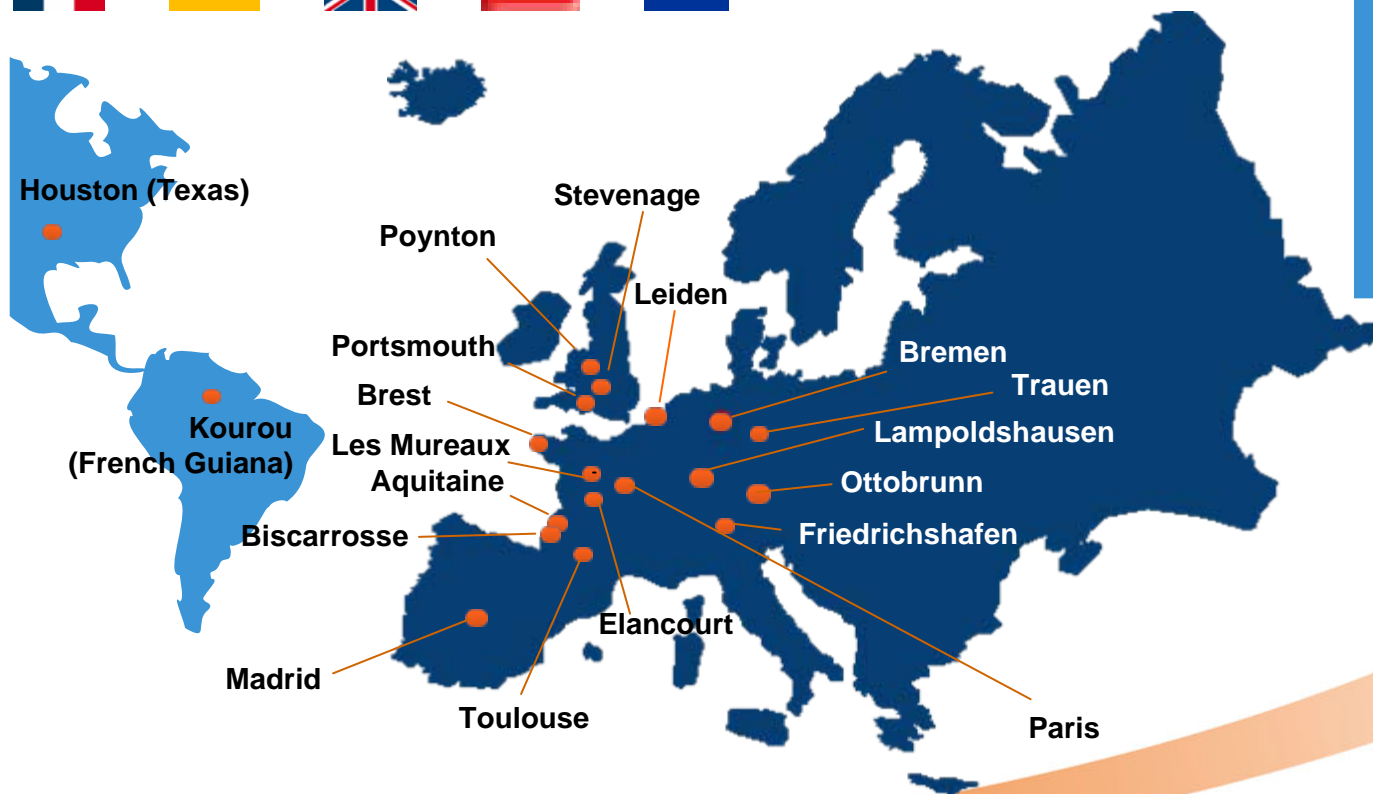 Houston (Texas)
Stevenage
Poynton
Leiden
Portsmouth
Bremen
Brest
Trauen
Kourou
(French Guiana)
Les Mureaux
Lampoldshausen
Aquitaine
Ottobrunn
Biscarrosse
Friedrichshafen
Elancourt
Madrid
Toulouse
Paris